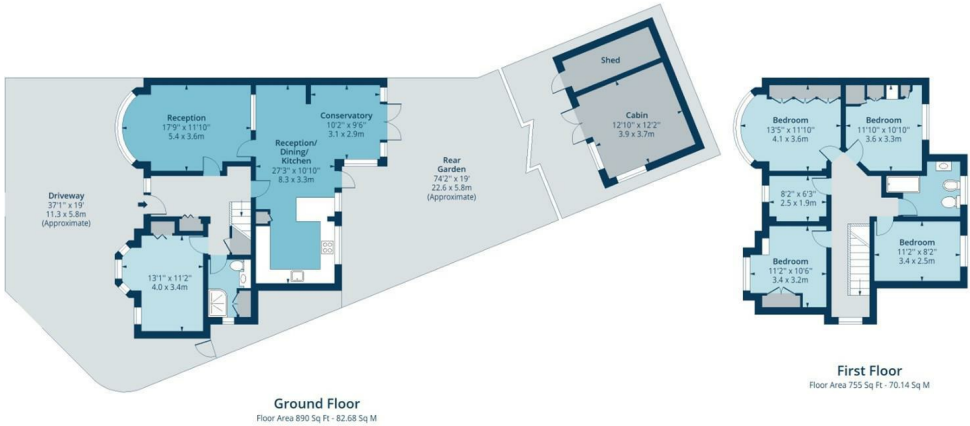 Reception
17'9" x 11'10"
5.4 x 3.6m
Conservatory
10'2" x 9'6"
3.1 x 2.9m
Reception/
Dining/
Kitchen
27'3" x 10'10"
8.3 x 3.3m
Driveway
37'1" x 19'
11.3 x 5.8m
(Approximate)
13'1" x 11'2"
4.0 x 3.4m
Rear
Garden
74'2" x 19'
22.6 x 5.8m
(Approximate)
Shed
Cabin
12'10" x 12'2"
3.9 x 3.7m
Ground Floor
Floor Area 890 Sq Ft - 82.68 Sq M
Bedroom
13'5" x 11'10"
4.1 x 3.6m
Bedroom
11'10" x 10'10"
3.6 x 3.3m
8'2" x 6'3"
2.5 x 1.9m
Bedroom
11'2" x 10'6"
3.4 x 3.2m
Bedroom
11'2" x 8'2"
3.4 x 2.5m
First Floor
Floor Area 755 Sq Ft - 70.14 Sq M